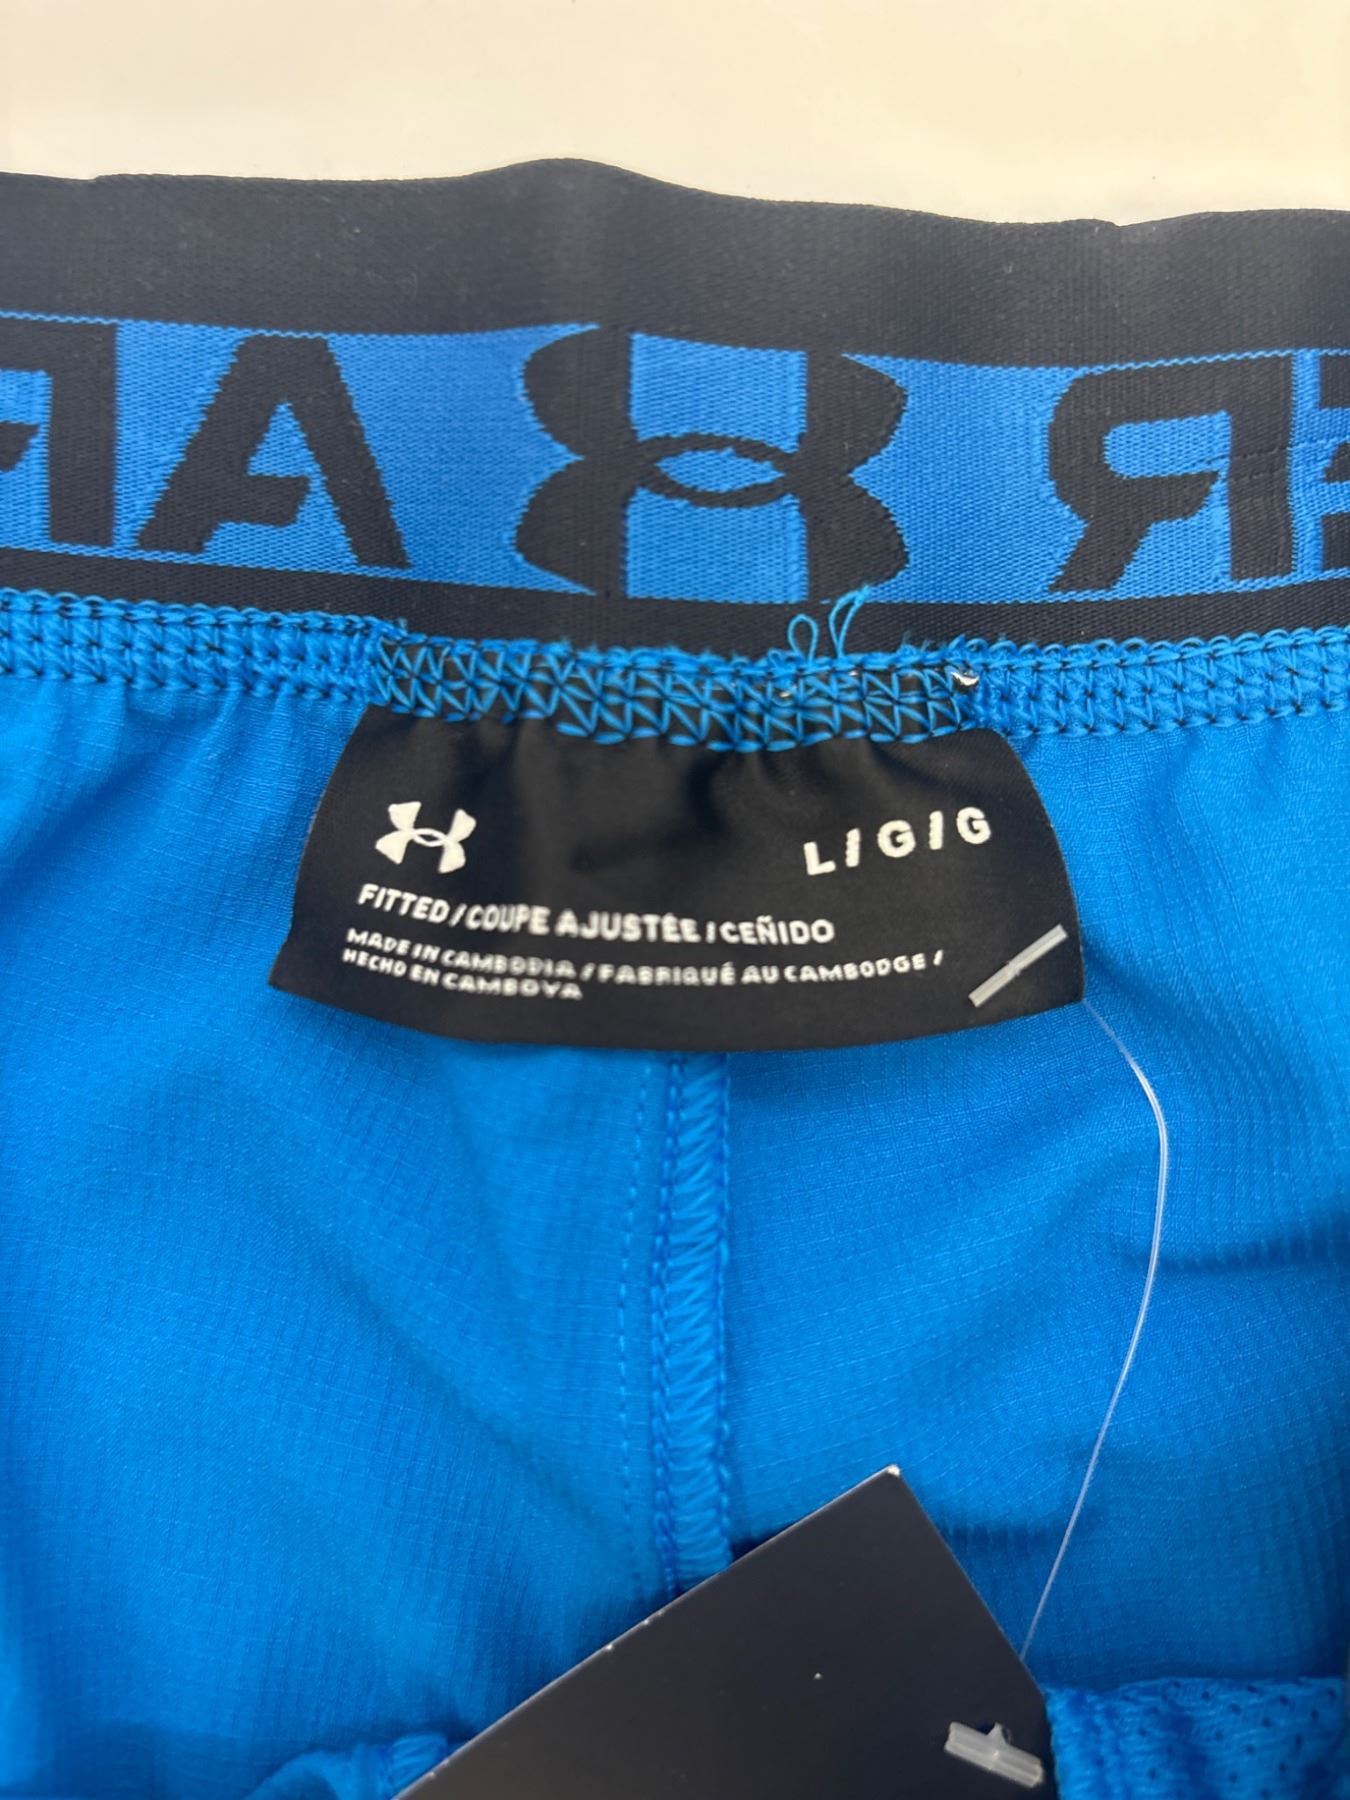 L/G/G
FITTED/COUPE AJUSTÉE/CEÑIDO
MADE IN CAMBODIA/FABRIQUÉ AU CAMBODGE/
HECHO EN CAMBOYA